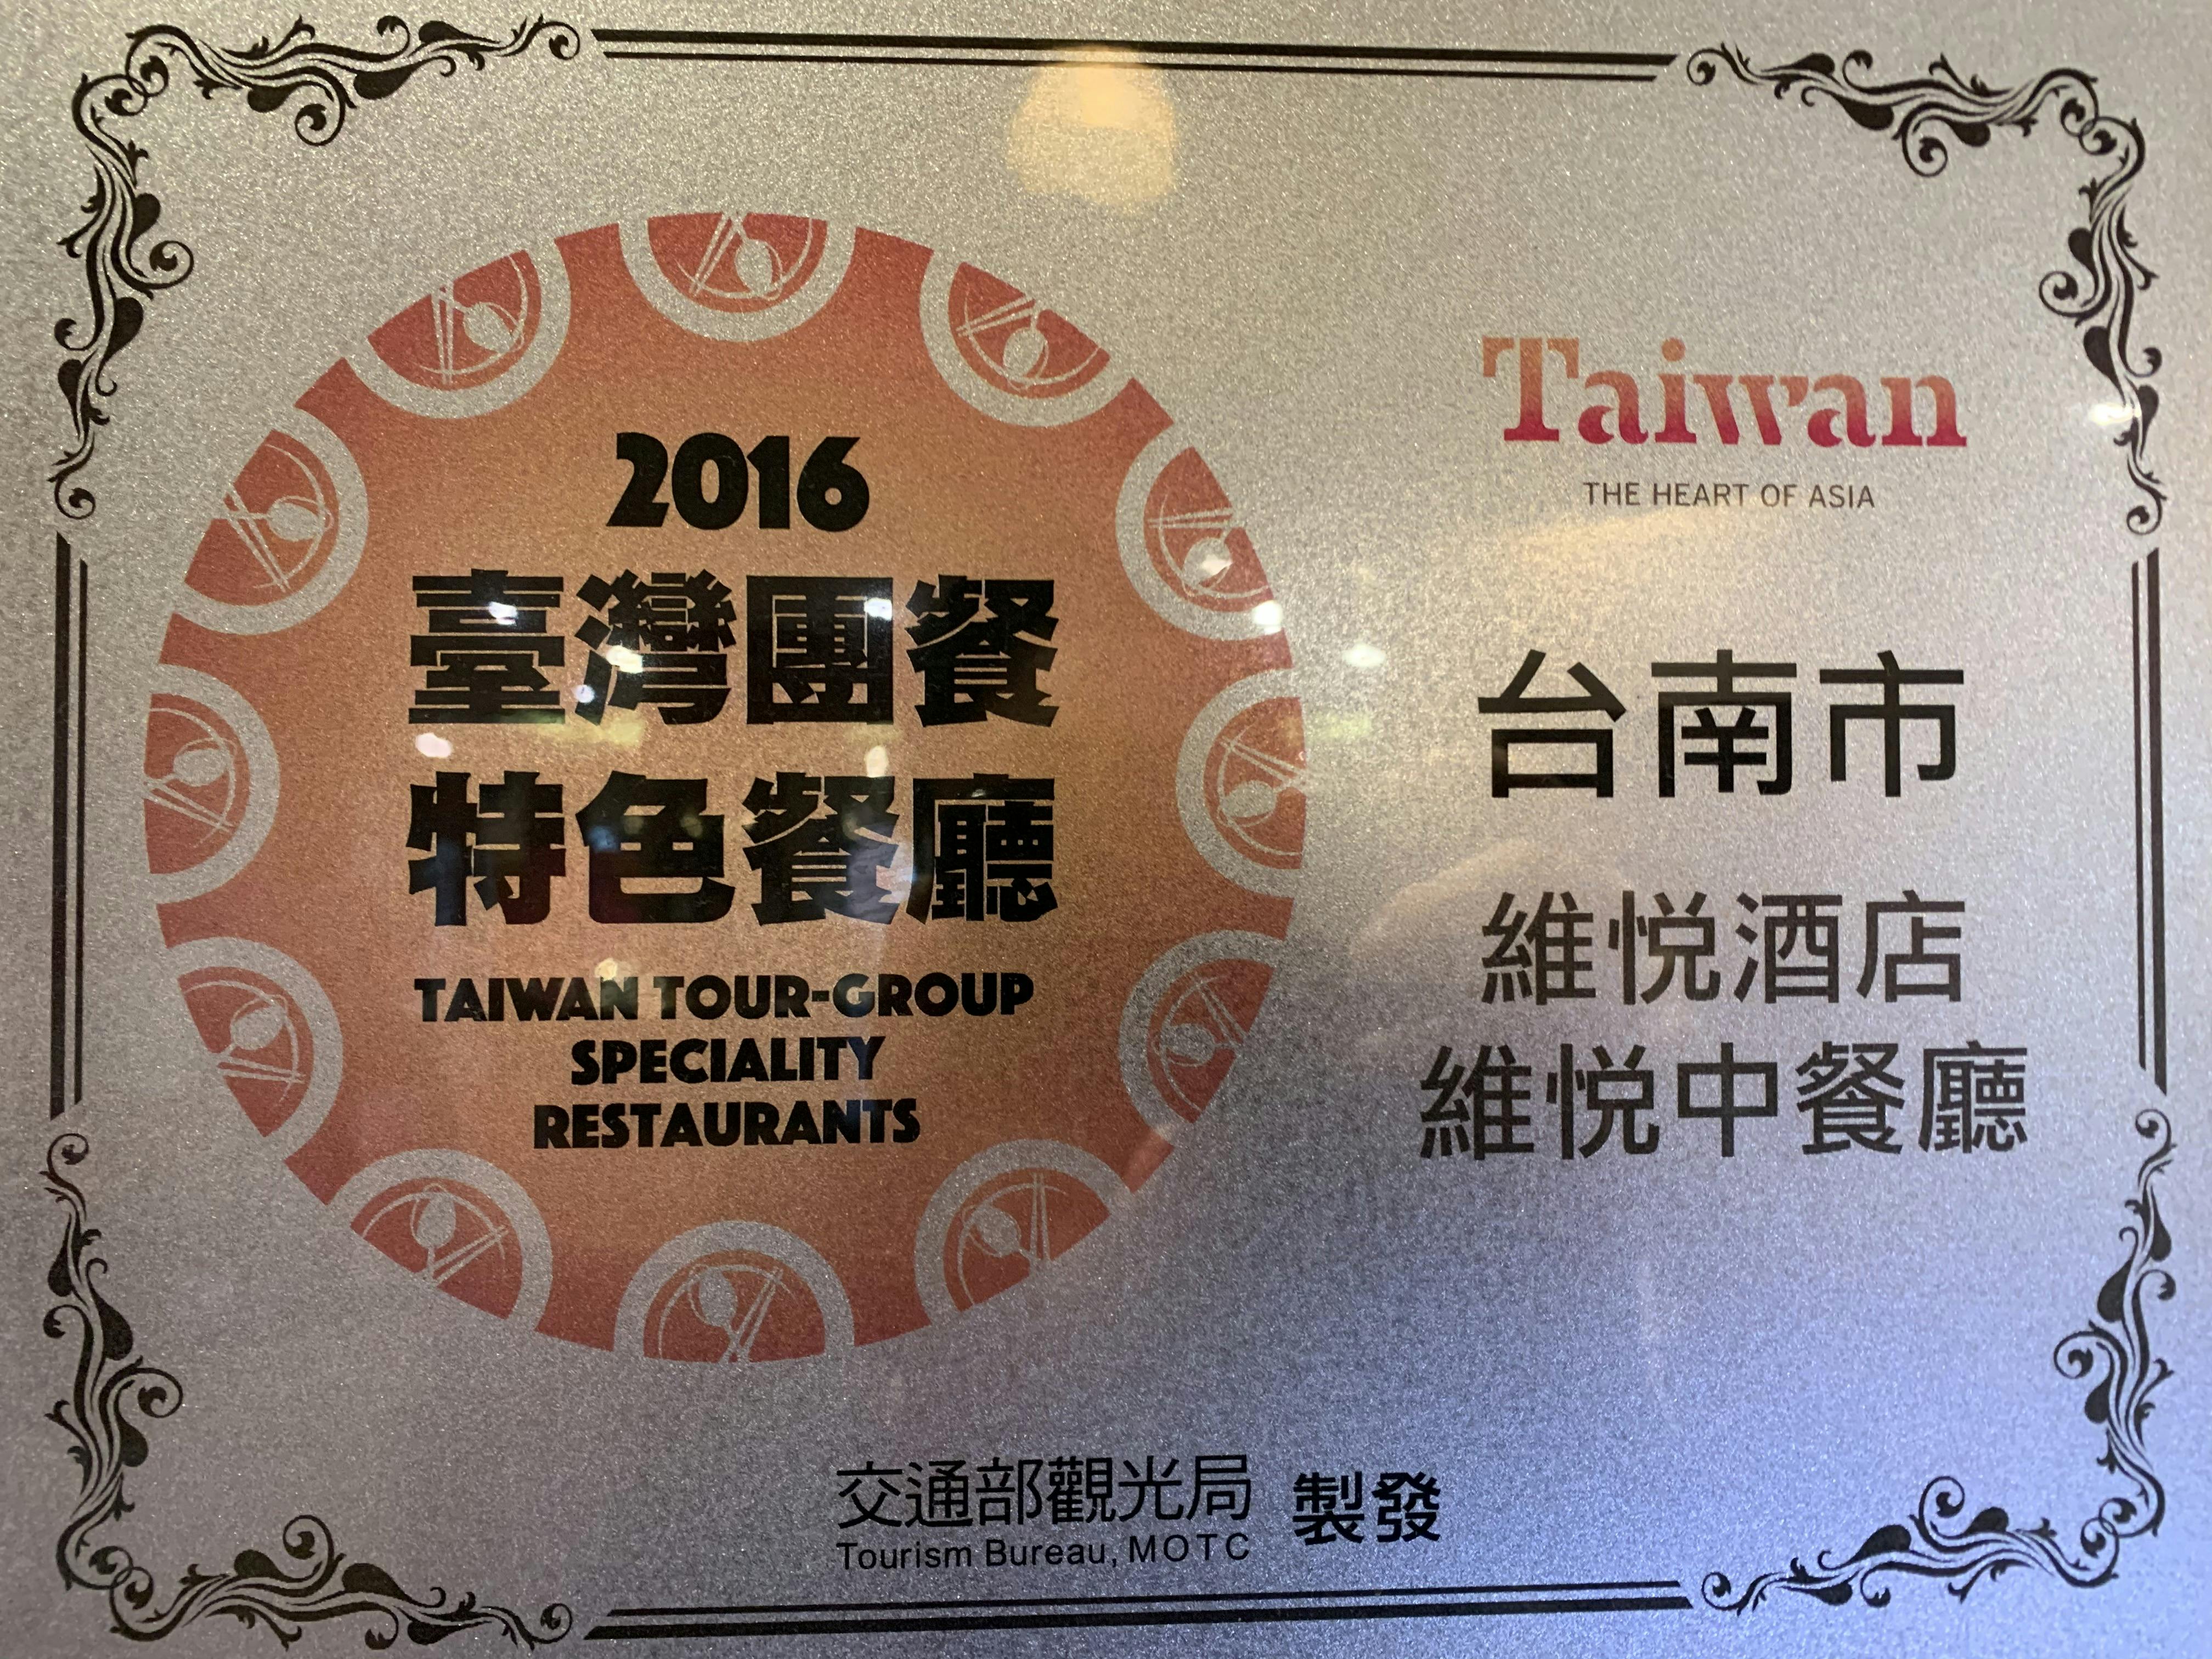 2016
臺灣團餐
特色餐廳
TAIWAN TOUR-GROUP
SPECIALITY
RESTAURANTS
Taiwan
THE HEART OF ASIA
台南市
維悅酒店
維悅中餐廳
交通部觀光局 製發
Tourism Bureau, MOTC